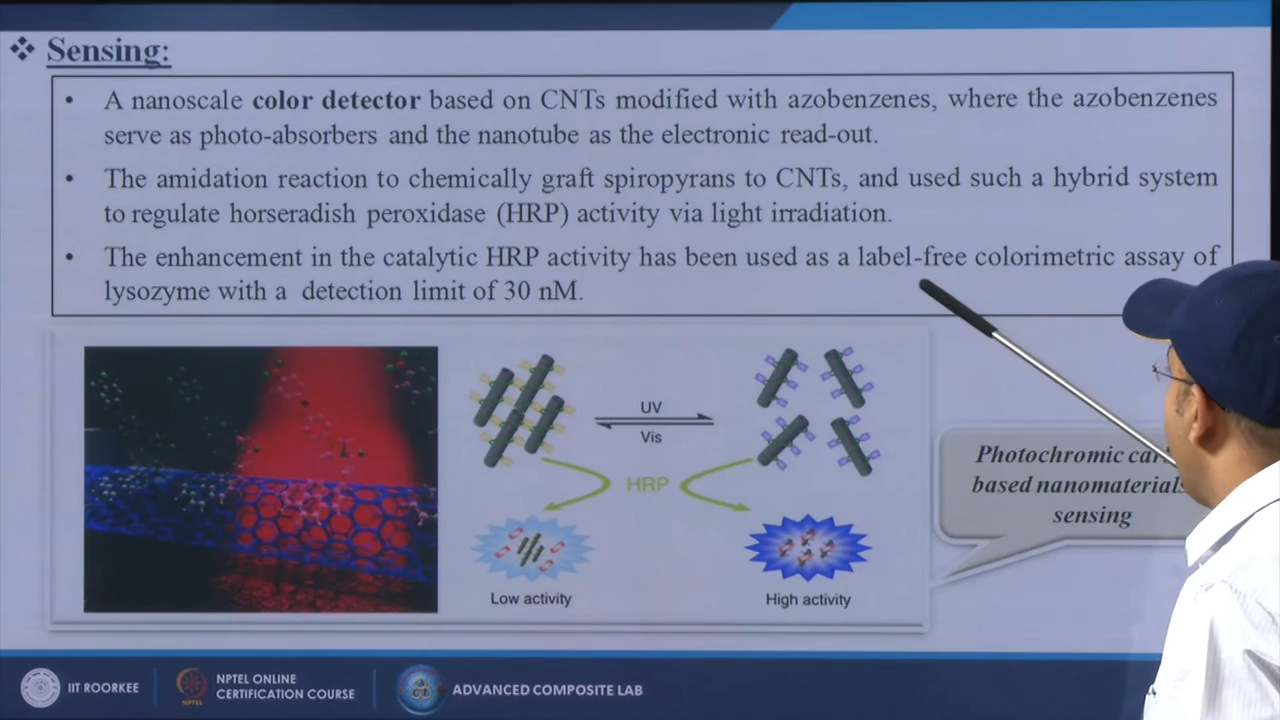 ❖ Sensing:
• A nanoscale color detector based on CNTs modified with azobenzenes, where the azobenzenes
serve as photo-absorbers and the nanotube as the electronic read-out.
• The amidation reaction to chemically graft spiropyrans to CNTs, and used such a hybrid system
to regulate horseradish peroxidase (HRP) activity via light irradiation.
• The enhancement in the catalytic HRP activity has been used as a label-free colorimetric assay of
lysozyme with a detection limit of 30 nM.
UV
Vis
HRP
Low activity
High activity
Photochromic
based nanomaterials
sensing
IIT ROORKEE
NPTEL
NPTEL ONLINE
CERTIFICATION COURSE
ADVANCED COMPOSITE LAB